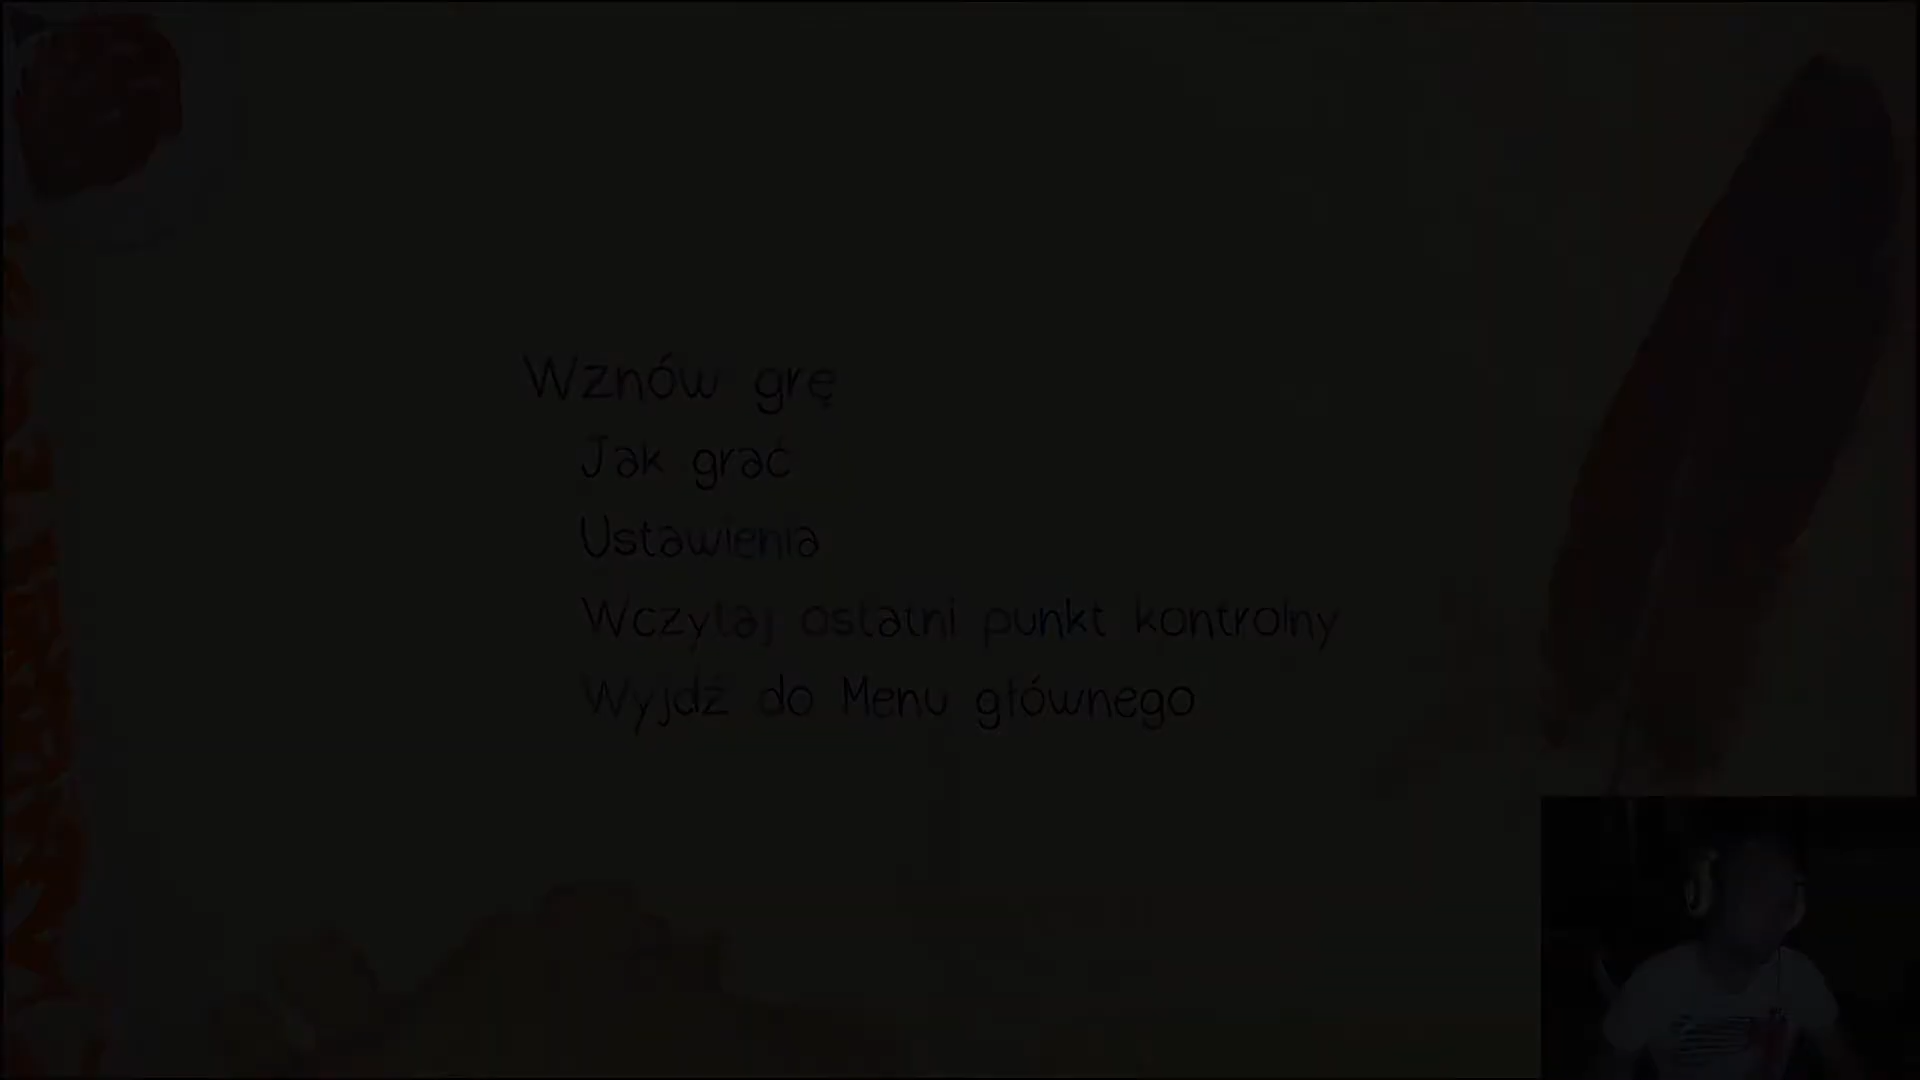 Wznów grę
Jak grać
Ustawienia
Wczytaj ostatni punkt kontrolny
Wyjdź do Menu głównego